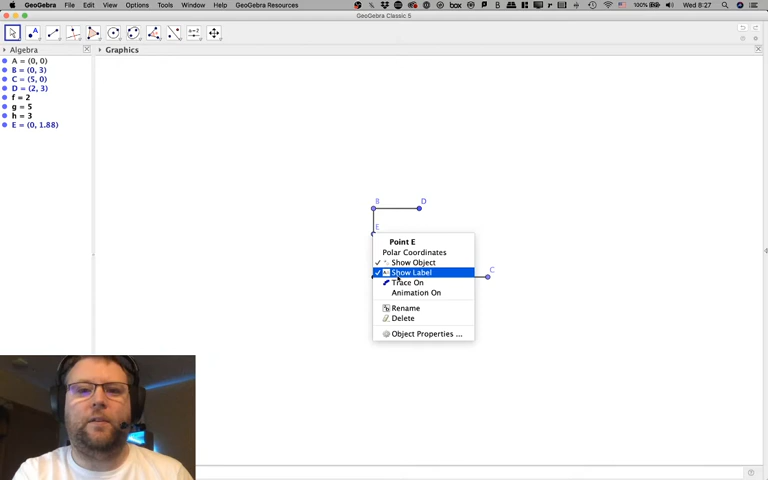 GeoGebra File Edit View Options Tools Window Help GeoGebra Resources
box 100% Wed 8:27
GeoGebra Classic 5
Algebra
Graphics
A = (0, 0)
B = (0, 3)
C = (5, 0)
D = (2, 3)
f = 2
g = 5
h = 3
E = (0, 1.88)
B D
E
C
Point E
Polar Coordinates
Show Object
Show Label
Trace On
Animation On
Rename
Delete
Object Properties ...